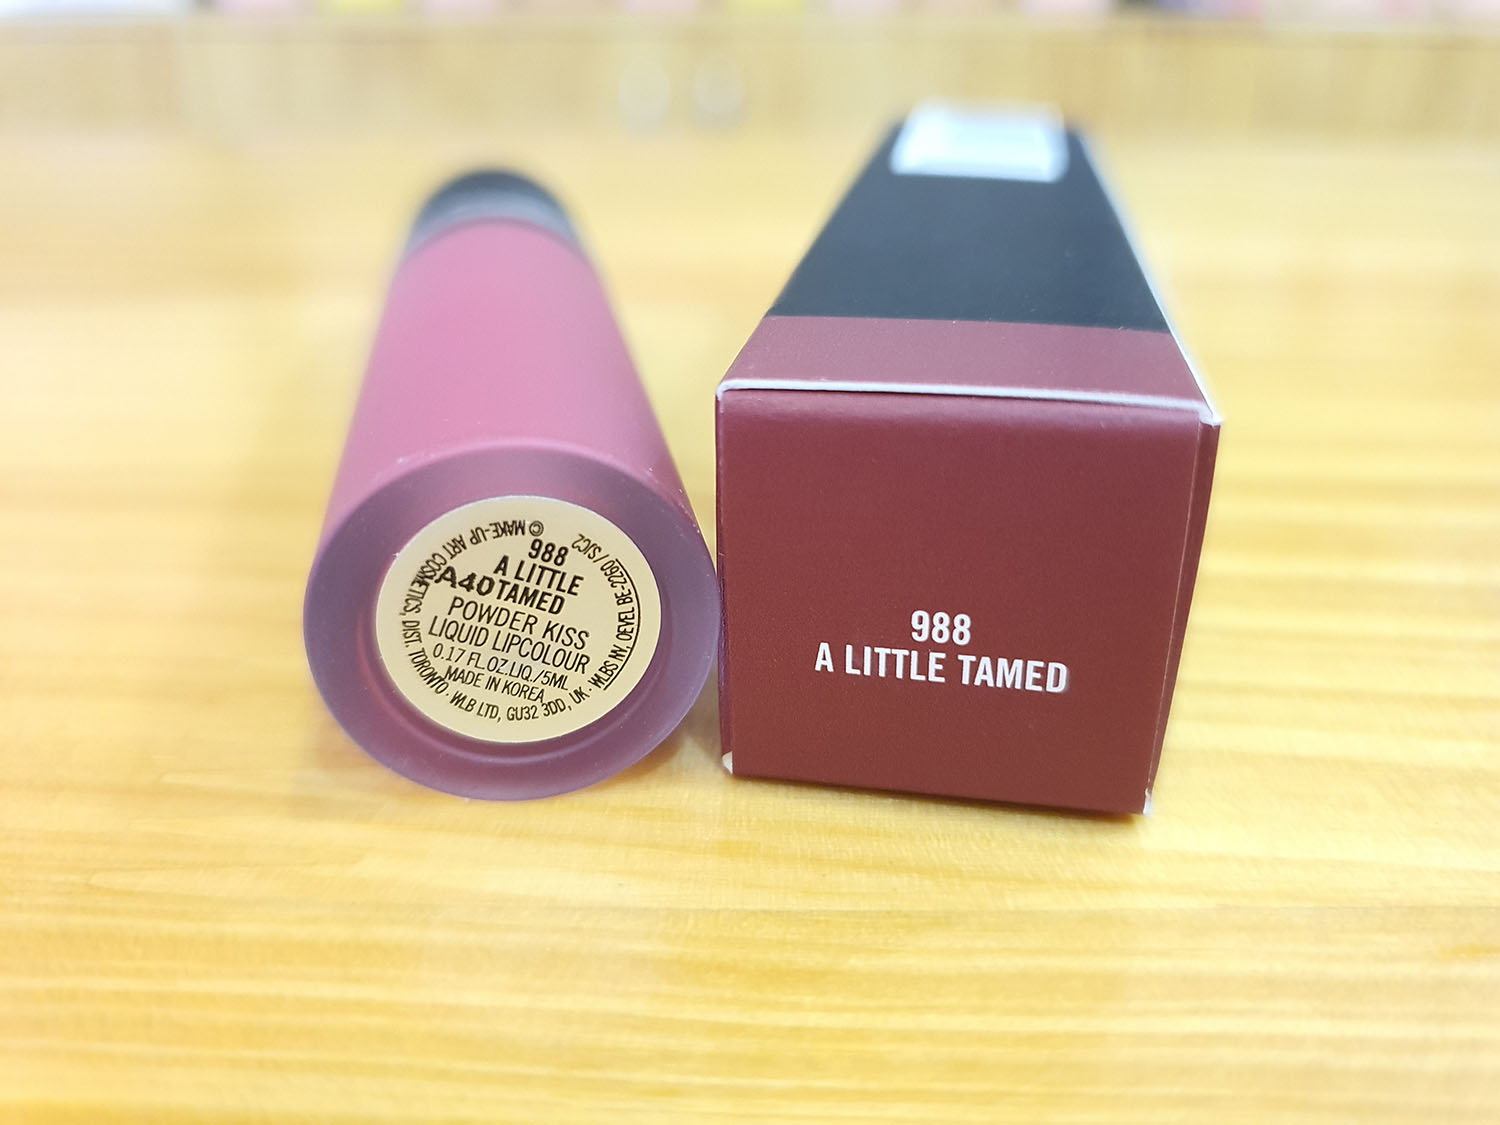 988
A LITTLE
A40 TAMED
POWDER KISS
LIQUID LIPCOLOUR
0.17 FL.OZ.LIQ./5ML
MADE IN KOREA
© MAKE-UP ART COSMETICS, DIST. TORONTO · WLB LTD, GU32 3DD, UK · WLBS NV, OEVEL BE-2260 / SJC2
988
A LITTLE TAMED